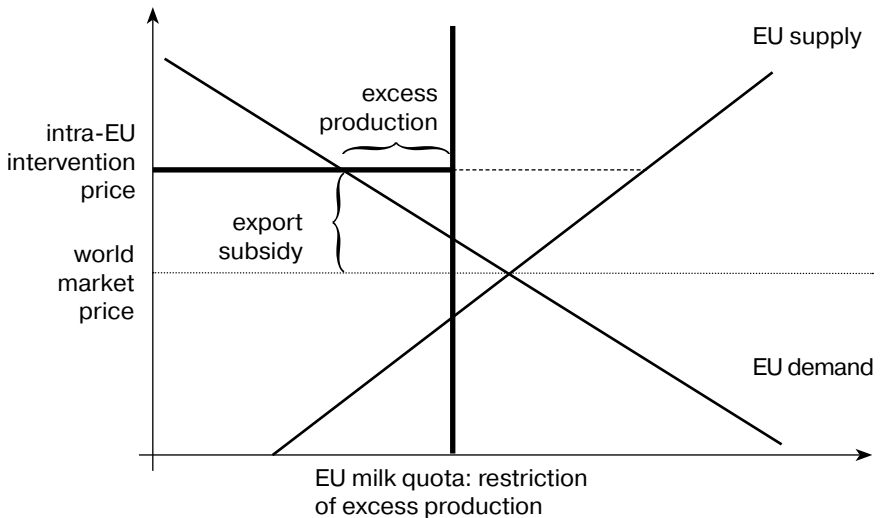 EU supply
excess
production
intra-EU
intervention
price
export
subsidy
world
market
price
EU demand
EU milk quota: restriction
of excess production